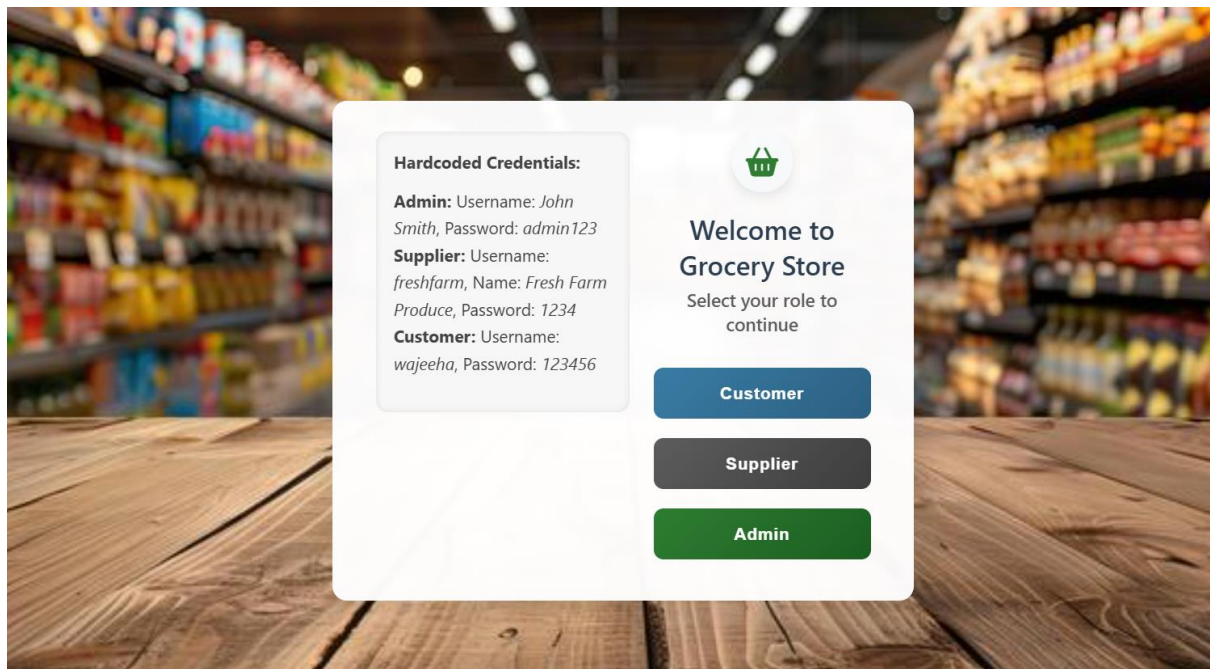 Hardcoded Credentials:
Admin: Username: John
Smith, Password: admin123
Supplier: Username:
freshfarm, Name: Fresh Farm
Produce, Password: 1234
Customer: Username:
wajeeha, Password: 123456
Welcome to
Grocery Store
Select your role to
continue
Customer
Supplier
Admin